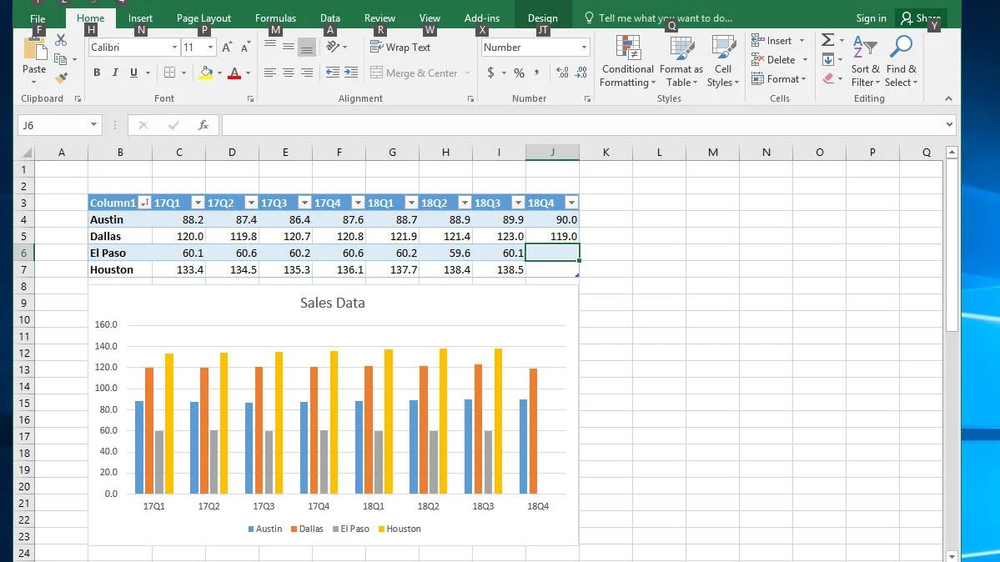 1 2 3 4
File Home Insert Page Layout Formulas Data Review View Add-ins Design Tell me what you want to do... Sign in Share
F H N P M A R W X JT Q Y
Calibri 11 A A Wrap Text Number Insert Σ A Z
Paste Conditional Formatting Format as Table Cell Styles Delete Sort & Filter Find & Select
B I U A Merge & Center $ % , .00 .0 Format
Clipboard Font Alignment Number Styles Cells Editing
J6 fx
A B C D E F G H I J K L M N O P Q
1
2
3 Column1 17Q1 17Q2 17Q3 17Q4 18Q1 18Q2 18Q3 18Q4
4 Austin 88.2 87.4 86.4 87.6 88.7 88.9 89.9 90.0
5 Dallas 120.0 119.8 120.7 120.8 121.9 121.4 123.0 119.0
6 El Paso 60.1 60.6 60.2 60.6 60.2 59.6 60.1
7 Houston 133.4 134.5 135.3 136.1 137.7 138.4 138.5
8
9 Sales Data
10 160.0
11
12 140.0
13 120.0
14 100.0
15 80.0
16
17 60.0
18 40.0
19
20 20.0
21 0.0
17Q1 17Q2 17Q3 17Q4 18Q1 18Q2 18Q3 18Q4
22
23 Austin Dallas El Paso Houston
24